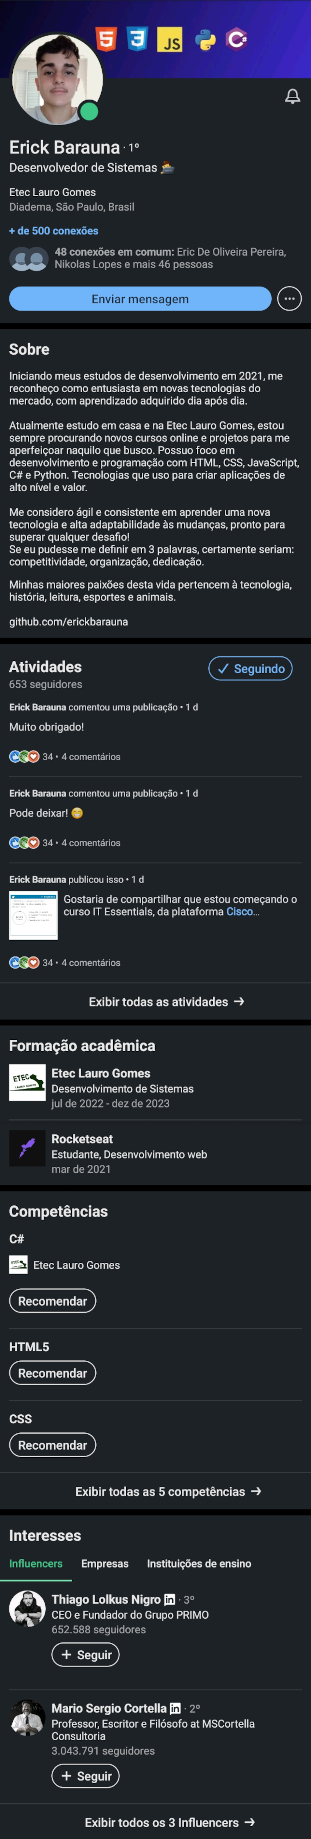 JS
Erick Barauna · 1º
Desenvolvedor de Sistemas
Etec Lauro Gomes
Diadema, São Paulo, Brasil
+ de 500 conexões
48 conexões em comum: Eric De Oliveira Pereira,
Nikolas Lopes e mais 46 pessoas
Enviar mensagem
Sobre
Iniciando meus estudos de desenvolvimento em 2021, me
reconheço como entusiasta em novas tecnologias do
mercado, com aprendizado adquirido dia após dia.
Atualmente estudo em casa e na Etec Lauro Gomes, estou
sempre procurando novos cursos online e projetos para me
aperfeiçoar naquilo que busco. Possuo foco em
desenvolvimento e programação com HTML, CSS, JavaScript,
C# e Python. Tecnologias que uso para criar aplicações de
alto nível e valor.
Me considero ágil e consistente em aprender uma nova
tecnologia e alta adaptabilidade às mudanças, pronto para
superar qualquer desafio!
Se eu pudesse me definir em 3 palavras, certamente seriam:
competitividade, organização, dedicação.
Minhas maiores paixões desta vida pertencem à tecnologia,
história, leitura, esportes e animais.
github.com/erickbarauna
Atividades
Seguindo
653 seguidores
Erick Barauna comentou uma publicação • 1 d
Muito obrigado!
34 • 4 comentários
Erick Barauna comentou uma publicação • 1 d
Pode deixar! 😁
34 • 4 comentários
Erick Barauna publicou isso • 1 d
Gostaria de compartilhar que estou começando o
curso IT Essentials, da plataforma Cisco...
34 • 4 comentários
Exibir todas as atividades →
Formação acadêmica
ETEC
Etec Lauro Gomes
Desenvolvimento de Sistemas
jul de 2022 - dez de 2023
Rocketseat
Estudante, Desenvolvimento web
mar de 2021
Competências
C#
Etec Lauro Gomes
Recomendar
HTML5
Recomendar
CSS
Recomendar
Exibir todas as 5 competências →
Interesses
Influencers Empresas Instituições de ensino
Thiago Lolkus Nigro in · 3º
CEO e Fundador do Grupo PRIMO
652.588 seguidores
+ Seguir
Mario Sergio Cortella in · 2º
Professor, Escritor e Filósofo at MSCortella
Consultoria
3.043.791 seguidores
+ Seguir
Exibir todos os 3 Influencers →